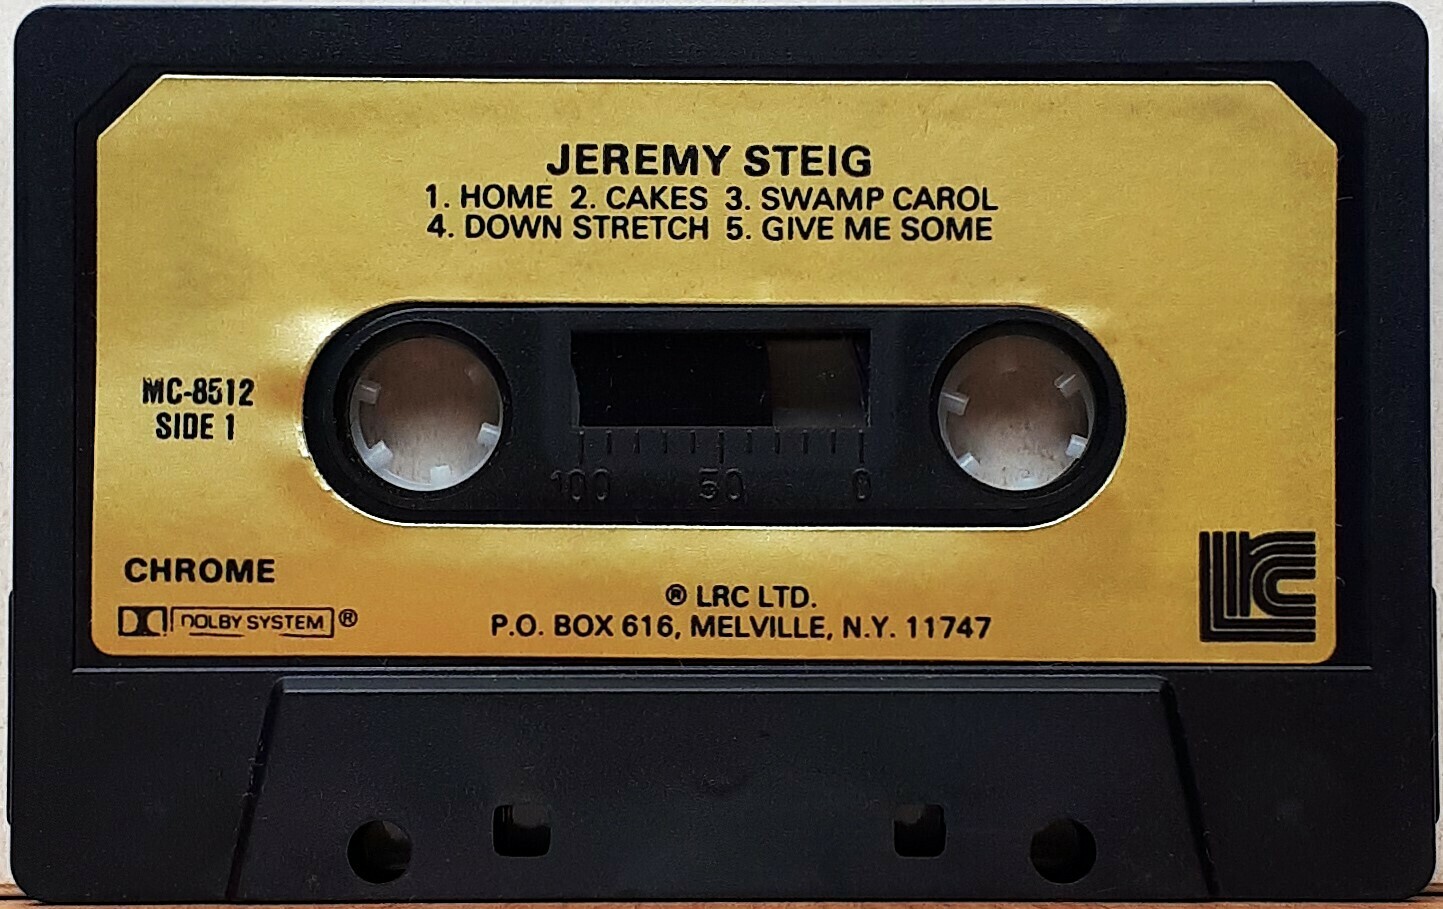 JEREMY STEIG
1. HOME 2. CAKES 3. SWAMP CAROL
4. DOWN STRETCH 5. GIVE ME SOME
MC-8512
SIDE 1
100 50 0
CHROME
DOLBY SYSTEM ®
® LRC LTD.
P.O. BOX 616, MELVILLE, N.Y. 11747
LRC